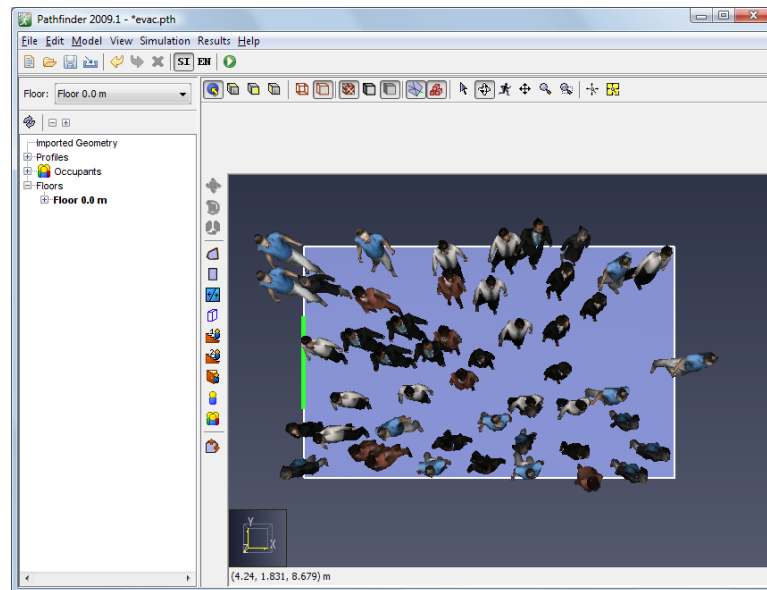 Pathfinder 2009.1 - *evac.pth
File Edit Model View Simulation Results Help
SI EN
Floor: Floor 0.0 m
Imported Geometry
Profiles
Occupants
Floors
Floor 0.0 m
Y
Z X
(4.24, 1.831, 8.679) m